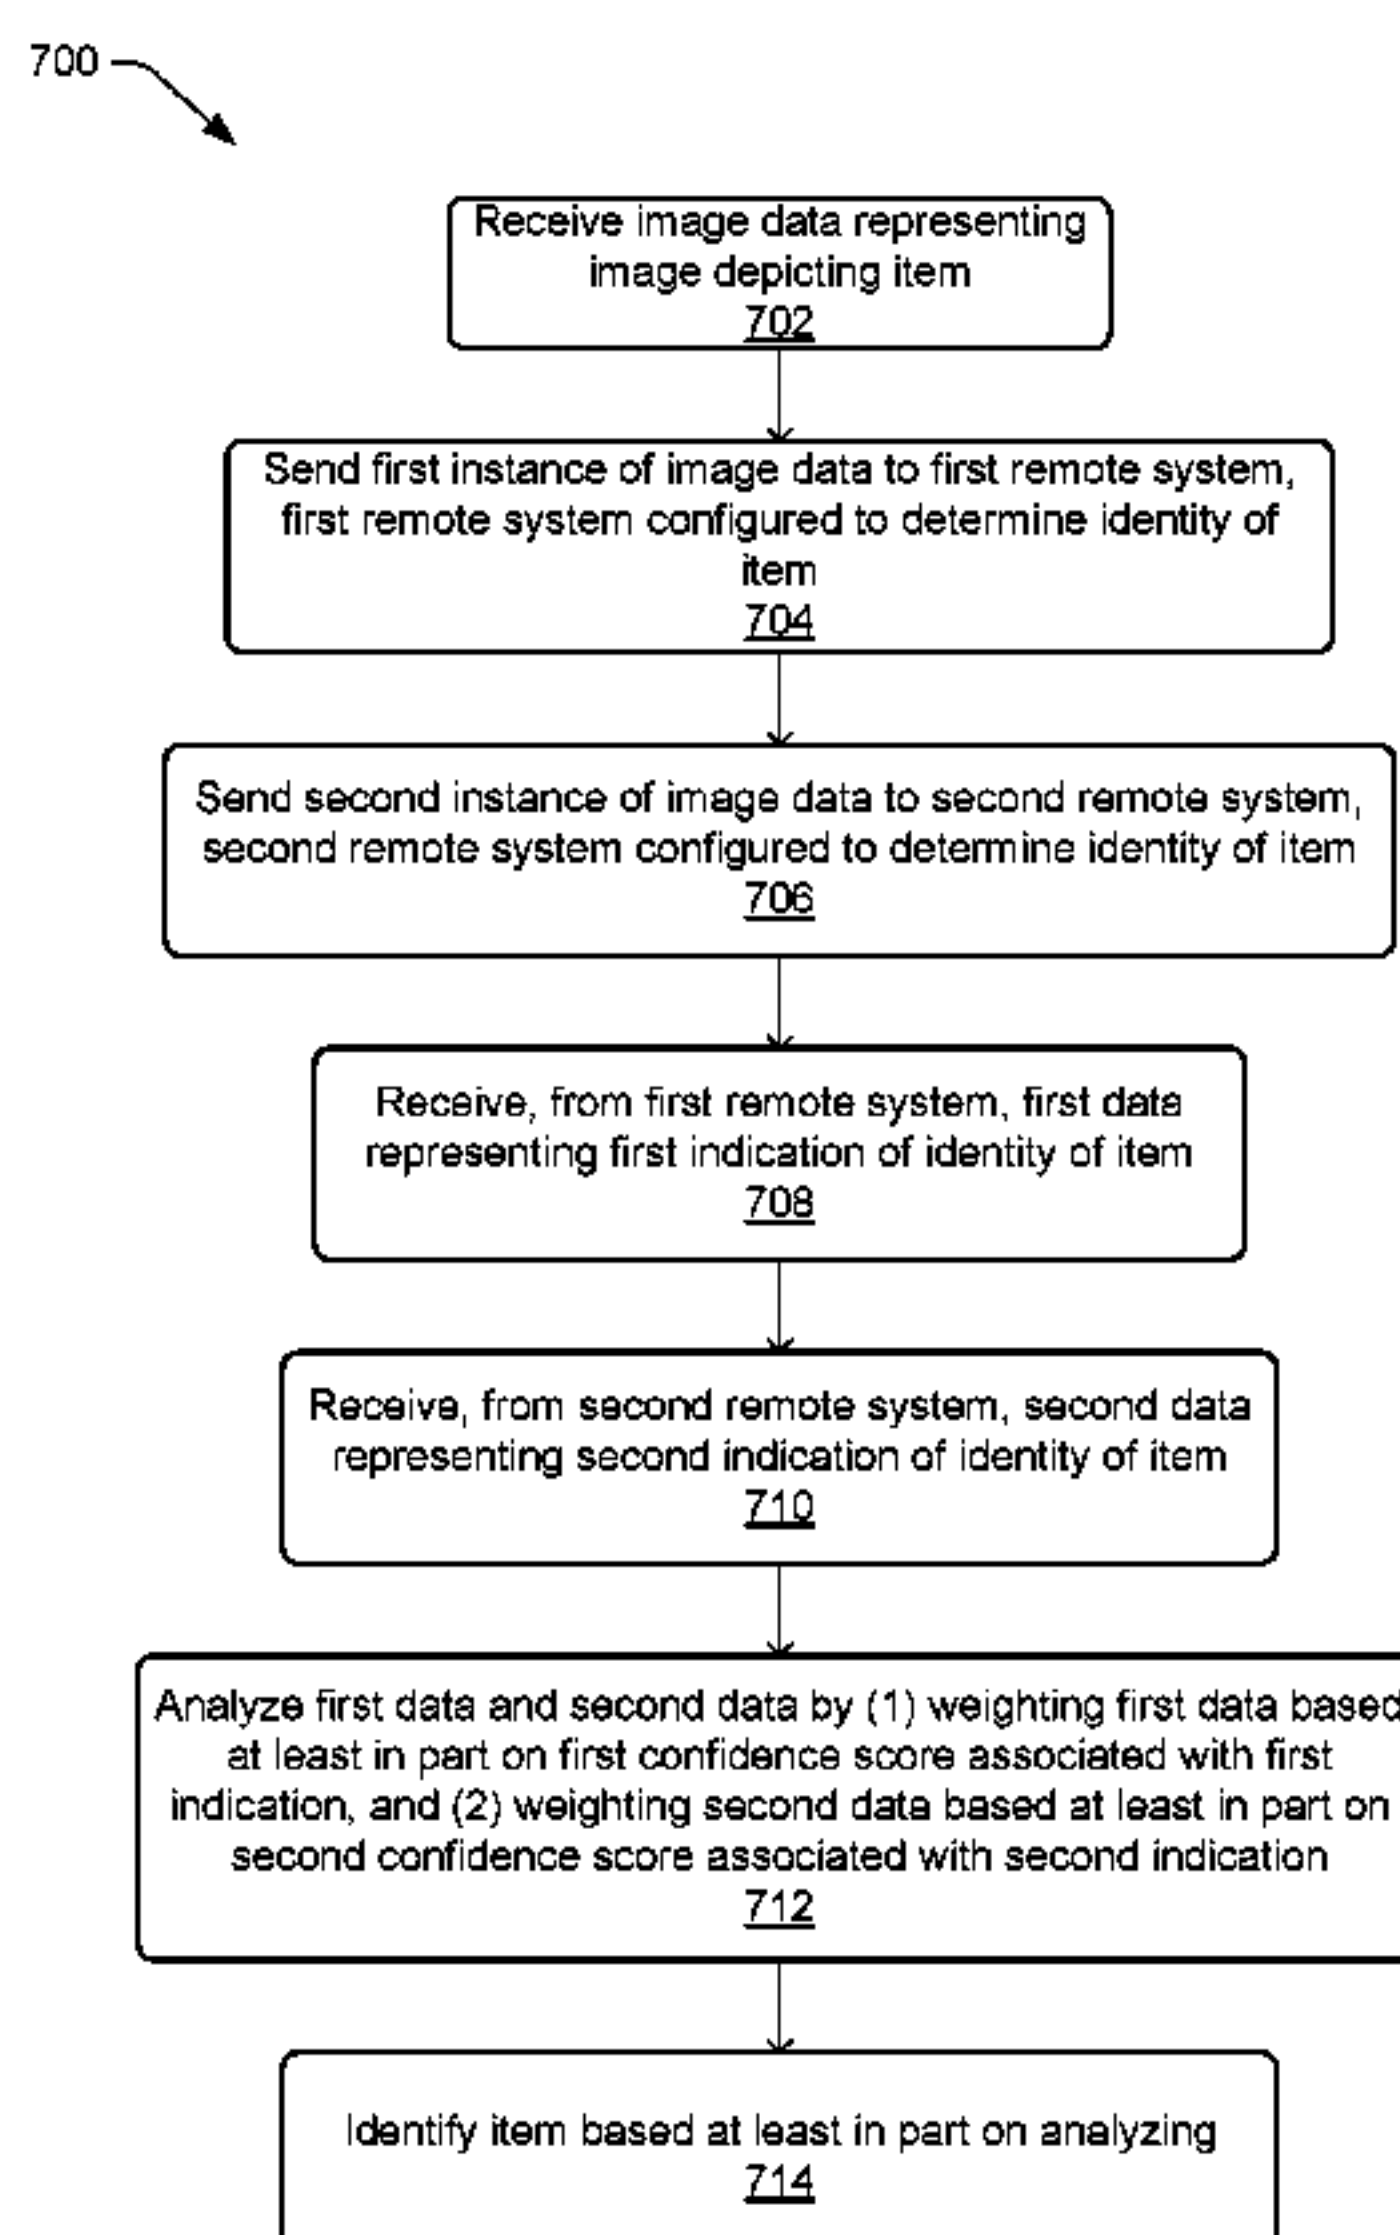 700
Receive image data representing
image depicting item
702
Send first instance of image data to first remote system,
first remote system configured to determine identity of
item
704
Send second instance of image data to second remote system,
second remote system configured to determine identity of item
706
Receive, from first remote system, first data
representing first indication of identity of item
708
Receive, from second remote system, second data
representing second indication of identity of item
710
Analyze first data and second data by (1) weighting first data based
at least in part on first confidence score associated with first
indication, and (2) weighting second data based at least in part on
second confidence score associated with second indication
712
Identify item based at least in part on analyzing
714